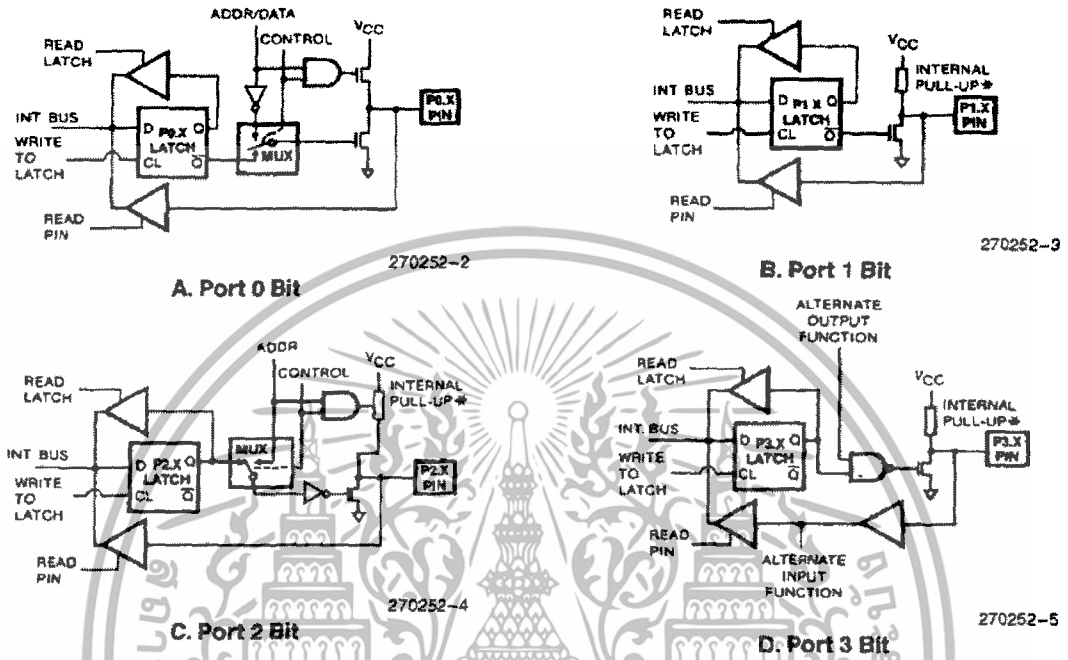 ADDR/DATA
CONTROL
VCC
READ
LATCH
INT BUS
WRITE
TO
LATCH
D Q
P0.X
LATCH
CL Q
MUX
P0.X
PIN
READ
PIN
270252-2
A. Port 0 Bit
READ
LATCH
VCC
INTERNAL
PULL-UP*
INT BUS
WRITE
TO
LATCH
D P1.X Q
LATCH
CL Q
P1.X
PIN
READ
PIN
270252-3
B. Port 1 Bit
ADDR
CONTROL
VCC
INTERNAL
PULL-UP*
READ
LATCH
INT BUS
WRITE
TO
LATCH
D P2.X Q
LATCH
CL Q
MUX
P2.X
PIN
READ
PIN
270252-4
C. Port 2 Bit
ALTERNATE
OUTPUT
FUNCTION
READ
LATCH
VCC
INTERNAL
PULL-UP*
INT. BUS
WRITE
TO
LATCH
D P3.X Q
LATCH
CL Q
P3.X
PIN
READ
PIN
ALTERNATE
INPUT
FUNCTION
270252-5
D. Port 3 Bit